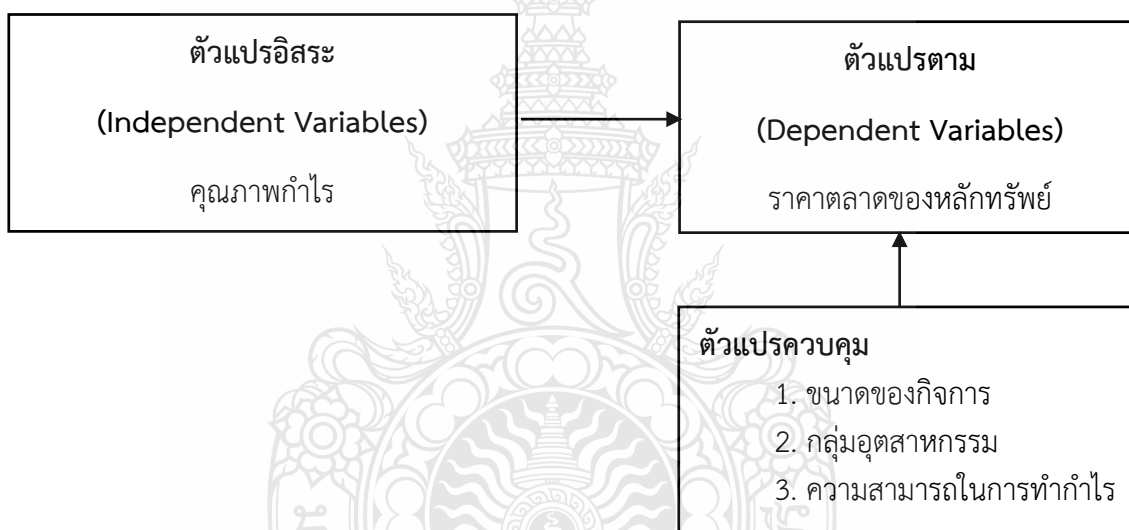 ตัวแปรอิสระ
(Independent Variables)
คุณภาพกำไร
ตัวแปรตาม
(Dependent Variables)
ราคาตลาดของหลักทรัพย์
ตัวแปรควบคุม
1. ขนาดของกิจการ
2. กลุ่มอุตสาหกรรม
3. ความสามารถในการทำกำไร